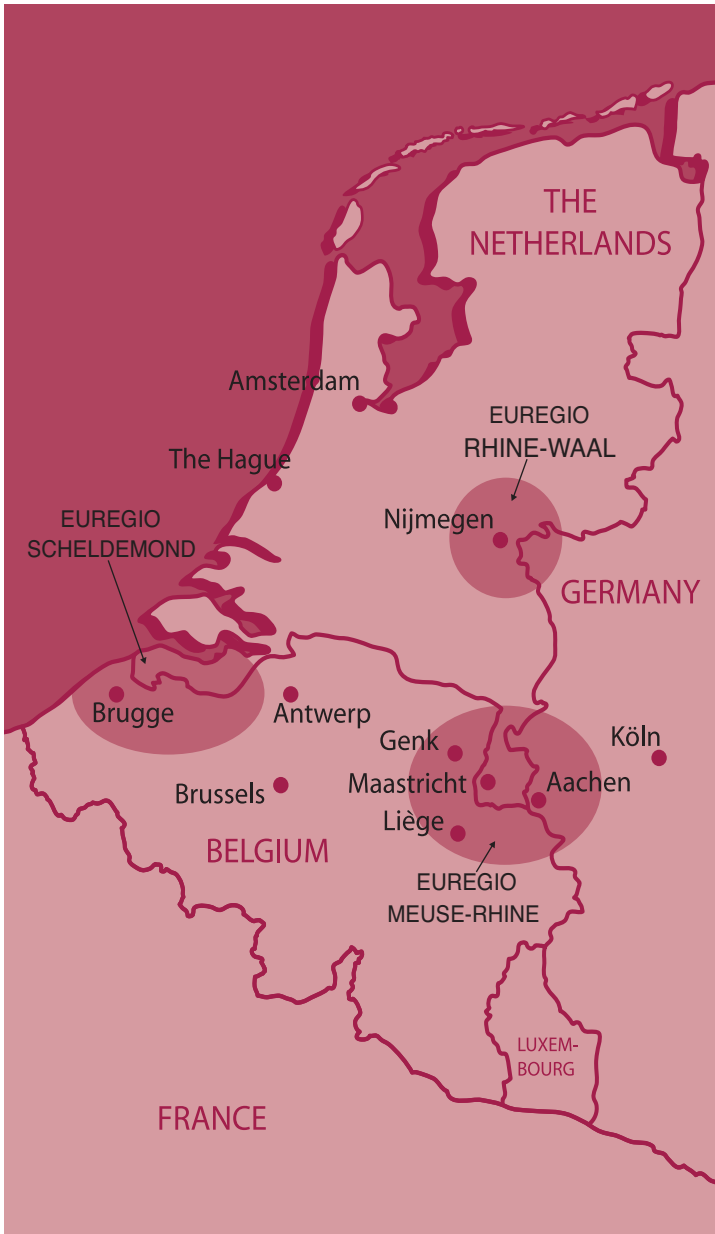 THE
NETHERLANDS
Amsterdam
EUREGIO
RHINE-WAAL
The Hague
Nijmegen
EUREGIO
SCHELDEMOND
GERMANY
Brugge
Antwerp
Genk
Köln
Maastricht
Aachen
Brussels
Liège
BELGIUM
EUREGIO
MEUSE-RHINE
LUXEM-
BOURG
FRANCE